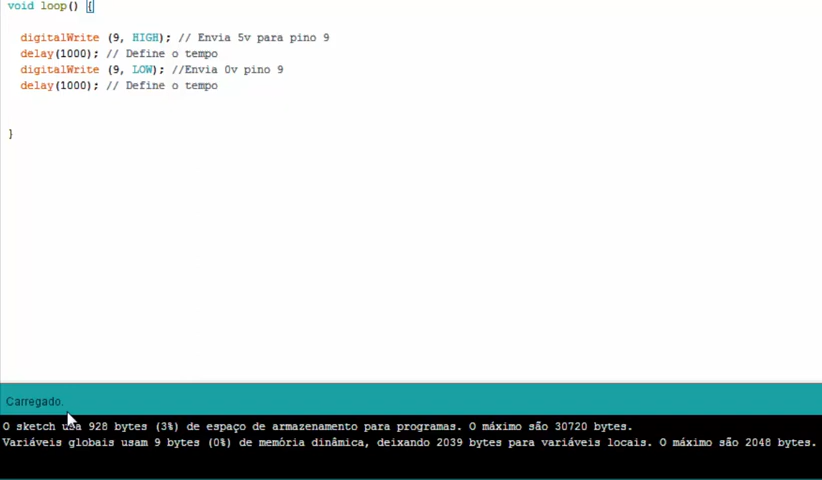 void loop() {
digitalWrite (9, HIGH); // Envia 5v para pino 9
delay(1000); // Define o tempo
digitalWrite (9, LOW); //Envia 0v pino 9
delay(1000); // Define o tempo
}
Carregado.
O sketch usa 928 bytes (3%) de espaço de armazenamento para programas. O máximo são 30720 bytes.
Variáveis globais usam 9 bytes (0%) de memória dinâmica, deixando 2039 bytes para variáveis locais. O máximo são 2048 bytes.